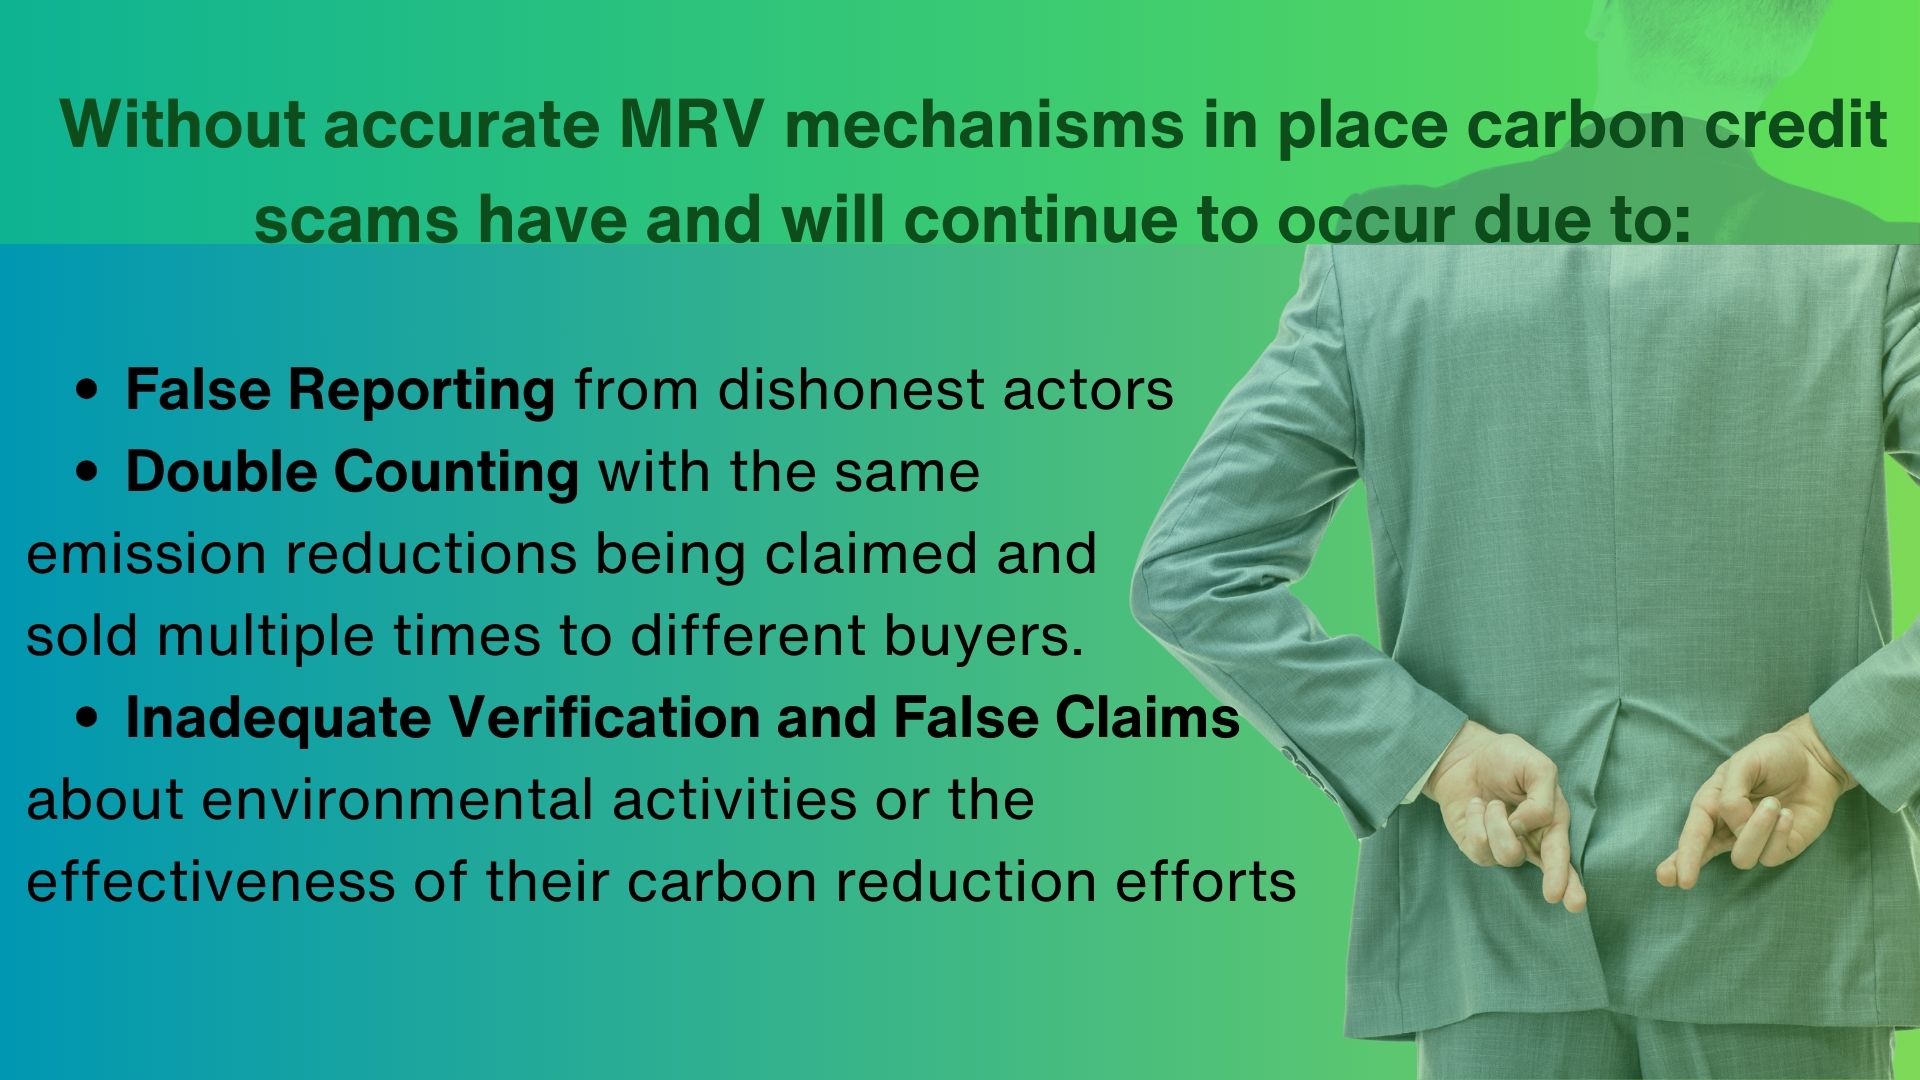 Without accurate MRV mechanisms in place carbon credit
scams have and will continue to occur due to:
• False Reporting from dishonest actors
• Double Counting with the same
emission reductions being claimed and
sold multiple times to different buyers.
• Inadequate Verification and False Claims
about environmental activities or the
effectiveness of their carbon reduction efforts